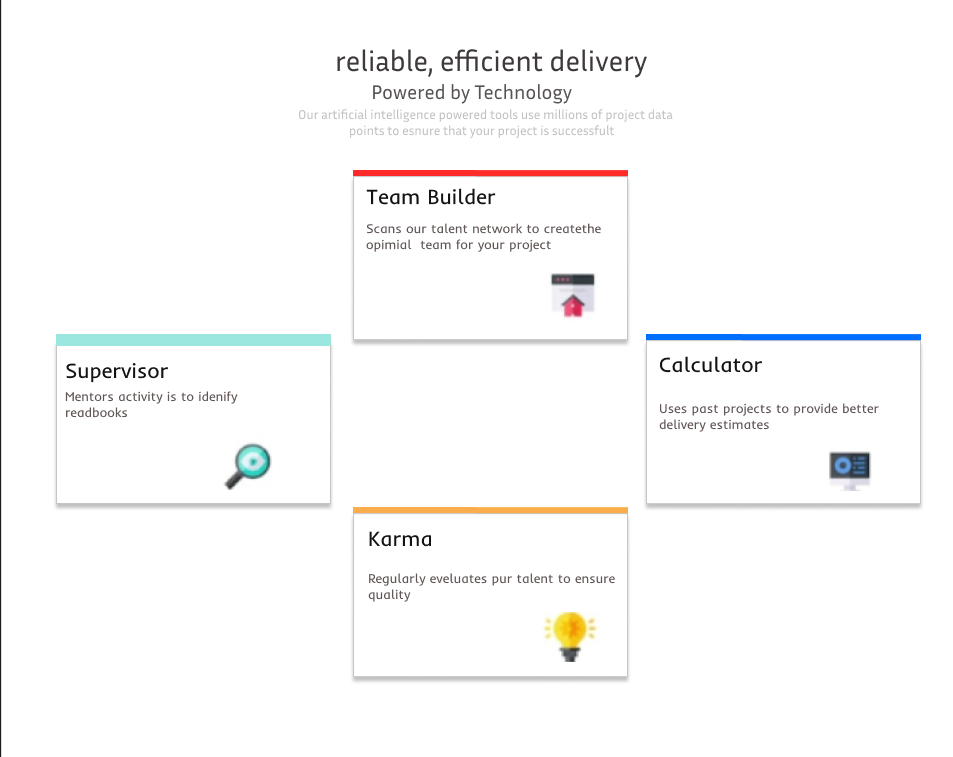 reliable, efficient delivery
Powered by Technology
Our artificial intelligence powered tools use millions of project data
points to esnure that your project is successfult
Team Builder
Scans our talent network to createthe
opimial  team for your project
Supervisor
Mentors activity is to idenify
readbooks
Calculator
Uses past projects to provide better
delivery estimates
Karma
Regularly eveluates pur talent to ensure
quality